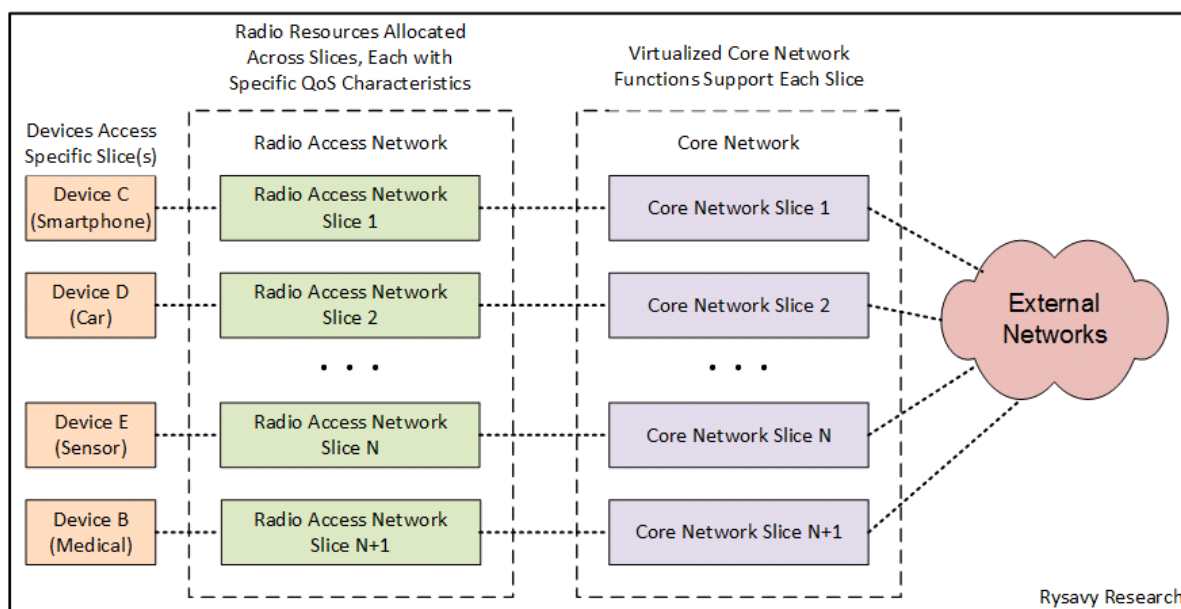 Radio Resources Allocated
Across Slices, Each with
Specific QoS Characteristics
Virtualized Core Network
Functions Support Each Slice
Devices Access
Specific Slice(s)
Radio Access Network
Core Network
Device C
(Smartphone)
Radio Access Network
Slice 1
Core Network Slice 1
Device D
(Car)
Radio Access Network
Slice 2
Core Network Slice 2
External
Networks
. . .
. . .
Device E
(Sensor)
Radio Access Network
Slice N
Core Network Slice N
Device B
(Medical)
Radio Access Network
Slice N+1
Core Network Slice N+1
Rysavy Research